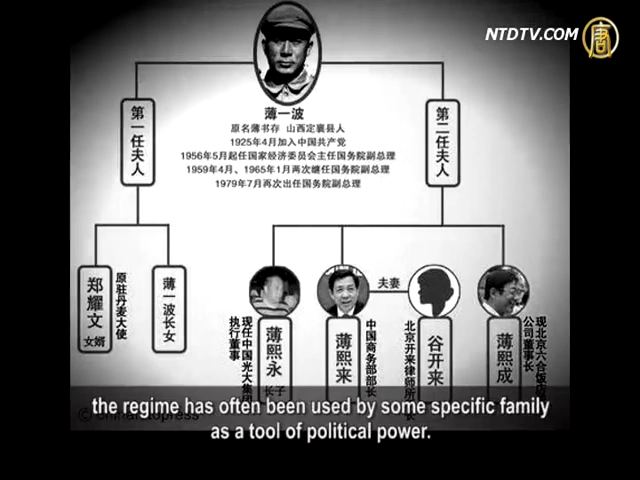 NTDTV.COM
唐
薄一波
原名薄书存 山西定襄县人
1925年4月加入中国共产党
1956年5月起任国家经济委员会主任国务院副总理
1959年4月、1965年1月两次继任国务院副总理
1979年7月再次出任国务院副总理
第一任夫人
第二任夫人
郑耀文
女婿
原驻丹麦大使
薄一波长女
现任中国光大集团
执行董事
薄熙永
长子
薄熙来
中国商务部部长
夫妻
谷开来
北京开来律师所
薄熙成
现北京六合饭店
公司董事长
the regime has often been used by some specific family
as a tool of political power.